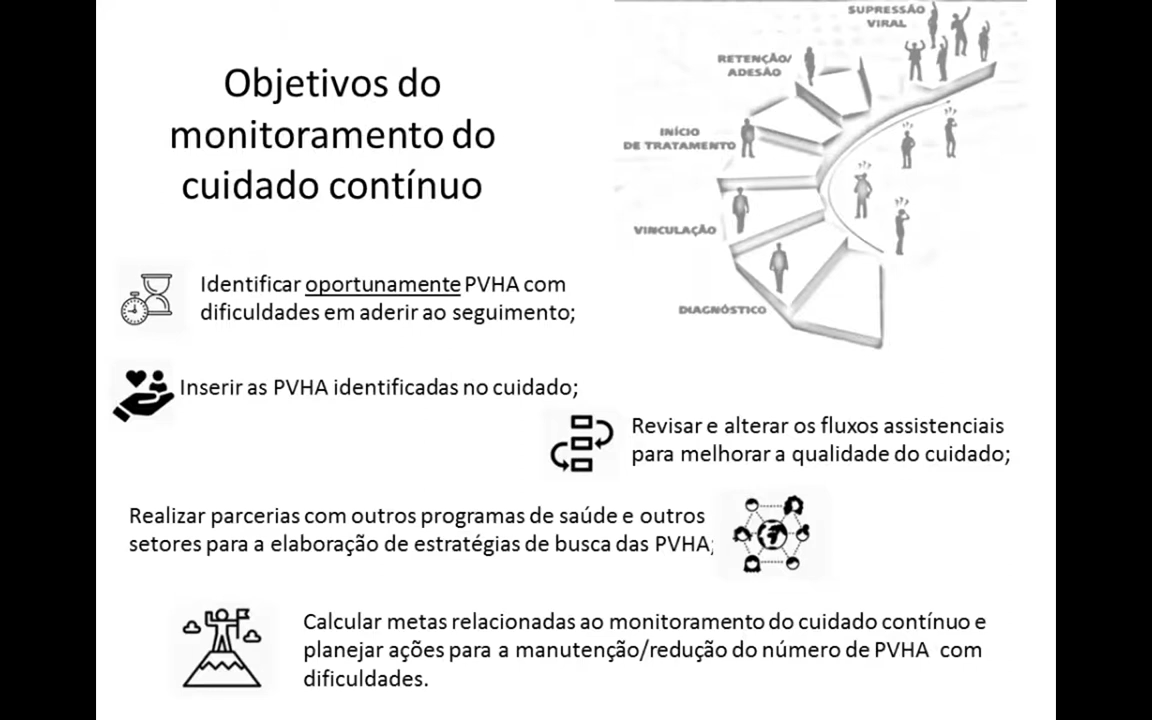 Objetivos do
monitoramento do
cuidado contínuo
SUPRESSÃO
VIRAL
RETENÇÃO/
ADESÃO
INÍCIO
DE TRATAMENTO
VINCULAÇÃO
DIAGNÓSTICO
Identificar oportunamente PVHA com
dificuldades em aderir ao seguimento;
Inserir as PVHA identificadas no cuidado;
Revisar e alterar os fluxos assistenciais
para melhorar a qualidade do cuidado;
Realizar parcerias com outros programas de saúde e outros
setores para a elaboração de estratégias de busca das PVHA;
Calcular metas relacionadas ao monitoramento do cuidado contínuo e
planejar ações para a manutenção/redução do número de PVHA com
dificuldades.